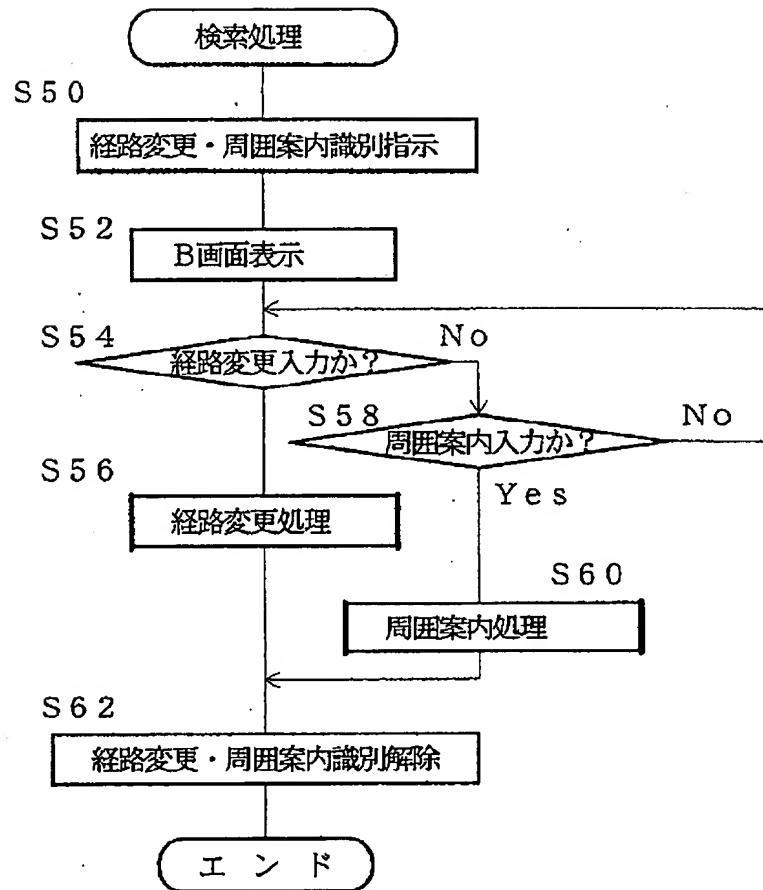 検索処理
S50
経路変更・周囲案内識別指示
S52
B画面表示
S54
経路変更入力か?
No
S58
周囲案内入力か?
No
S56
経路変更処理
Yes
S60
周囲案内処理
S62
経路変更・周囲案内識別解除
エンド